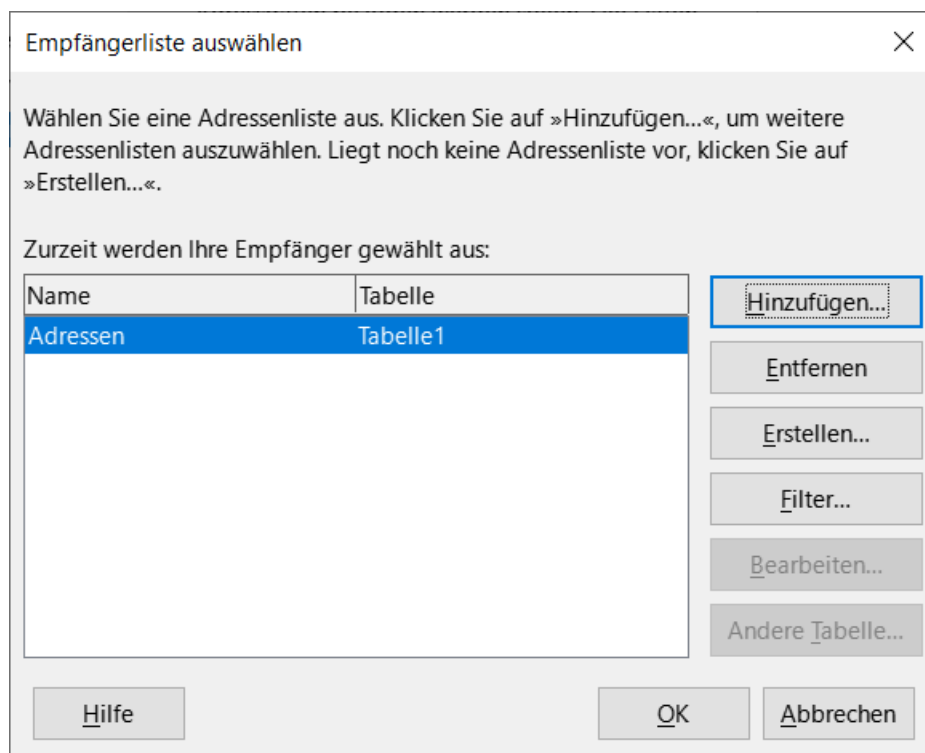 Empfängerliste auswählen
Wählen Sie eine Adressenliste aus. Klicken Sie auf »Hinzufügen...«, um weitere
Adressenlisten auszuwählen. Liegt noch keine Adressenliste vor, klicken Sie auf
»Erstellen...«.
Zurzeit werden Ihre Empfänger gewählt aus:
Name Tabelle
Adressen Tabelle1
Hinzufügen...
Entfernen
Erstellen...
Filter...
Bearbeiten...
Andere Tabelle...
Hilfe OK Abbrechen